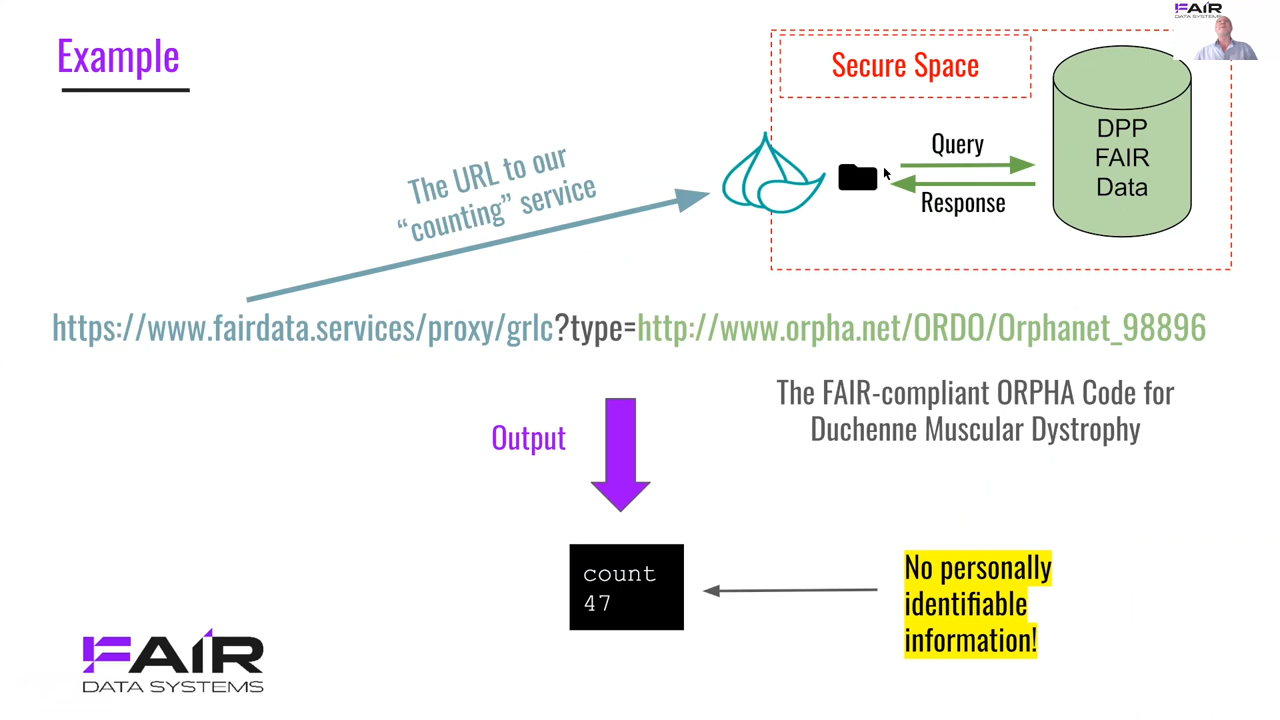 FAIR
DATA SYSTEMS
Example
Secure Space
DPP
FAIR
Data
Query
Response
The URL to our
“counting” service
https://www.fairdata.services/proxy/grlc?type=http://www.orpha.net/ORDO/Orphanet_98896
The FAIR-compliant ORPHA Code for
Duchenne Muscular Dystrophy
Output
count
47
No personally
identifiable
information!
FAIR
DATA SYSTEMS